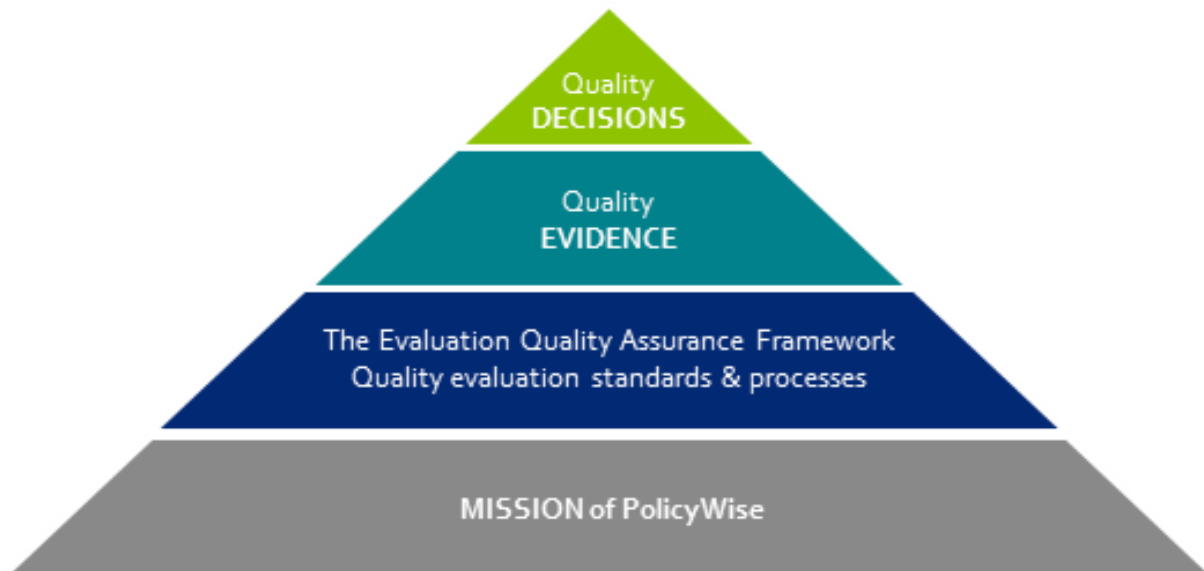 Quality
DECISIONS
Quality
EVIDENCE
The Evaluation Quality Assurance Framework
Quality evaluation standards & processes
MISSION of PolicyWise